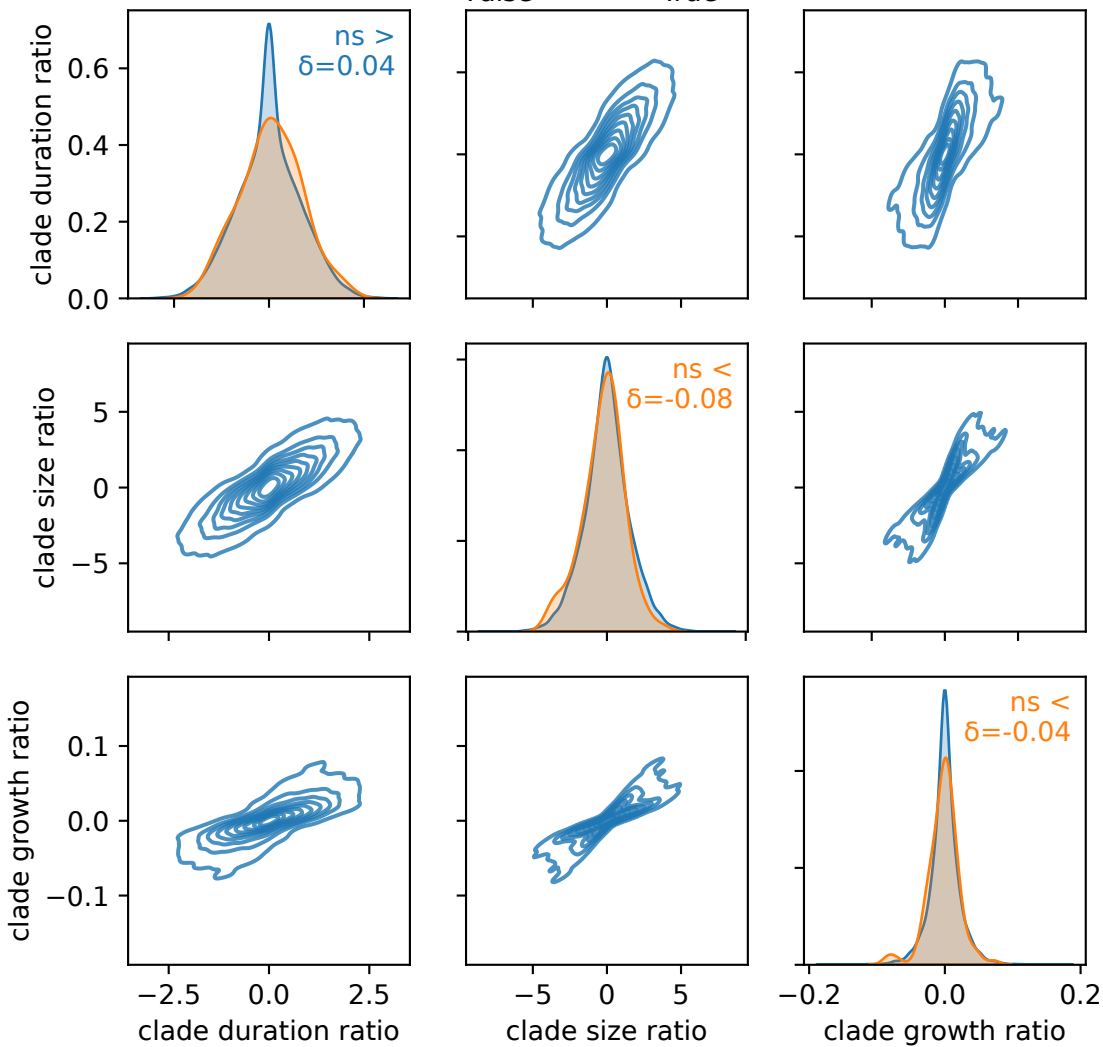 clade duration ratio
0.6
0.4
0.2
0.0
ns >
δ=0.04
clade size ratio
5
0
−5
ns <
δ=-0.08
clade growth ratio
0.1
0.0
−0.1
ns <
δ=-0.04
−2.5 0.0 2.5
clade duration ratio
−5 0 5
clade size ratio
−0.2 0.0 0.2
clade growth ratio